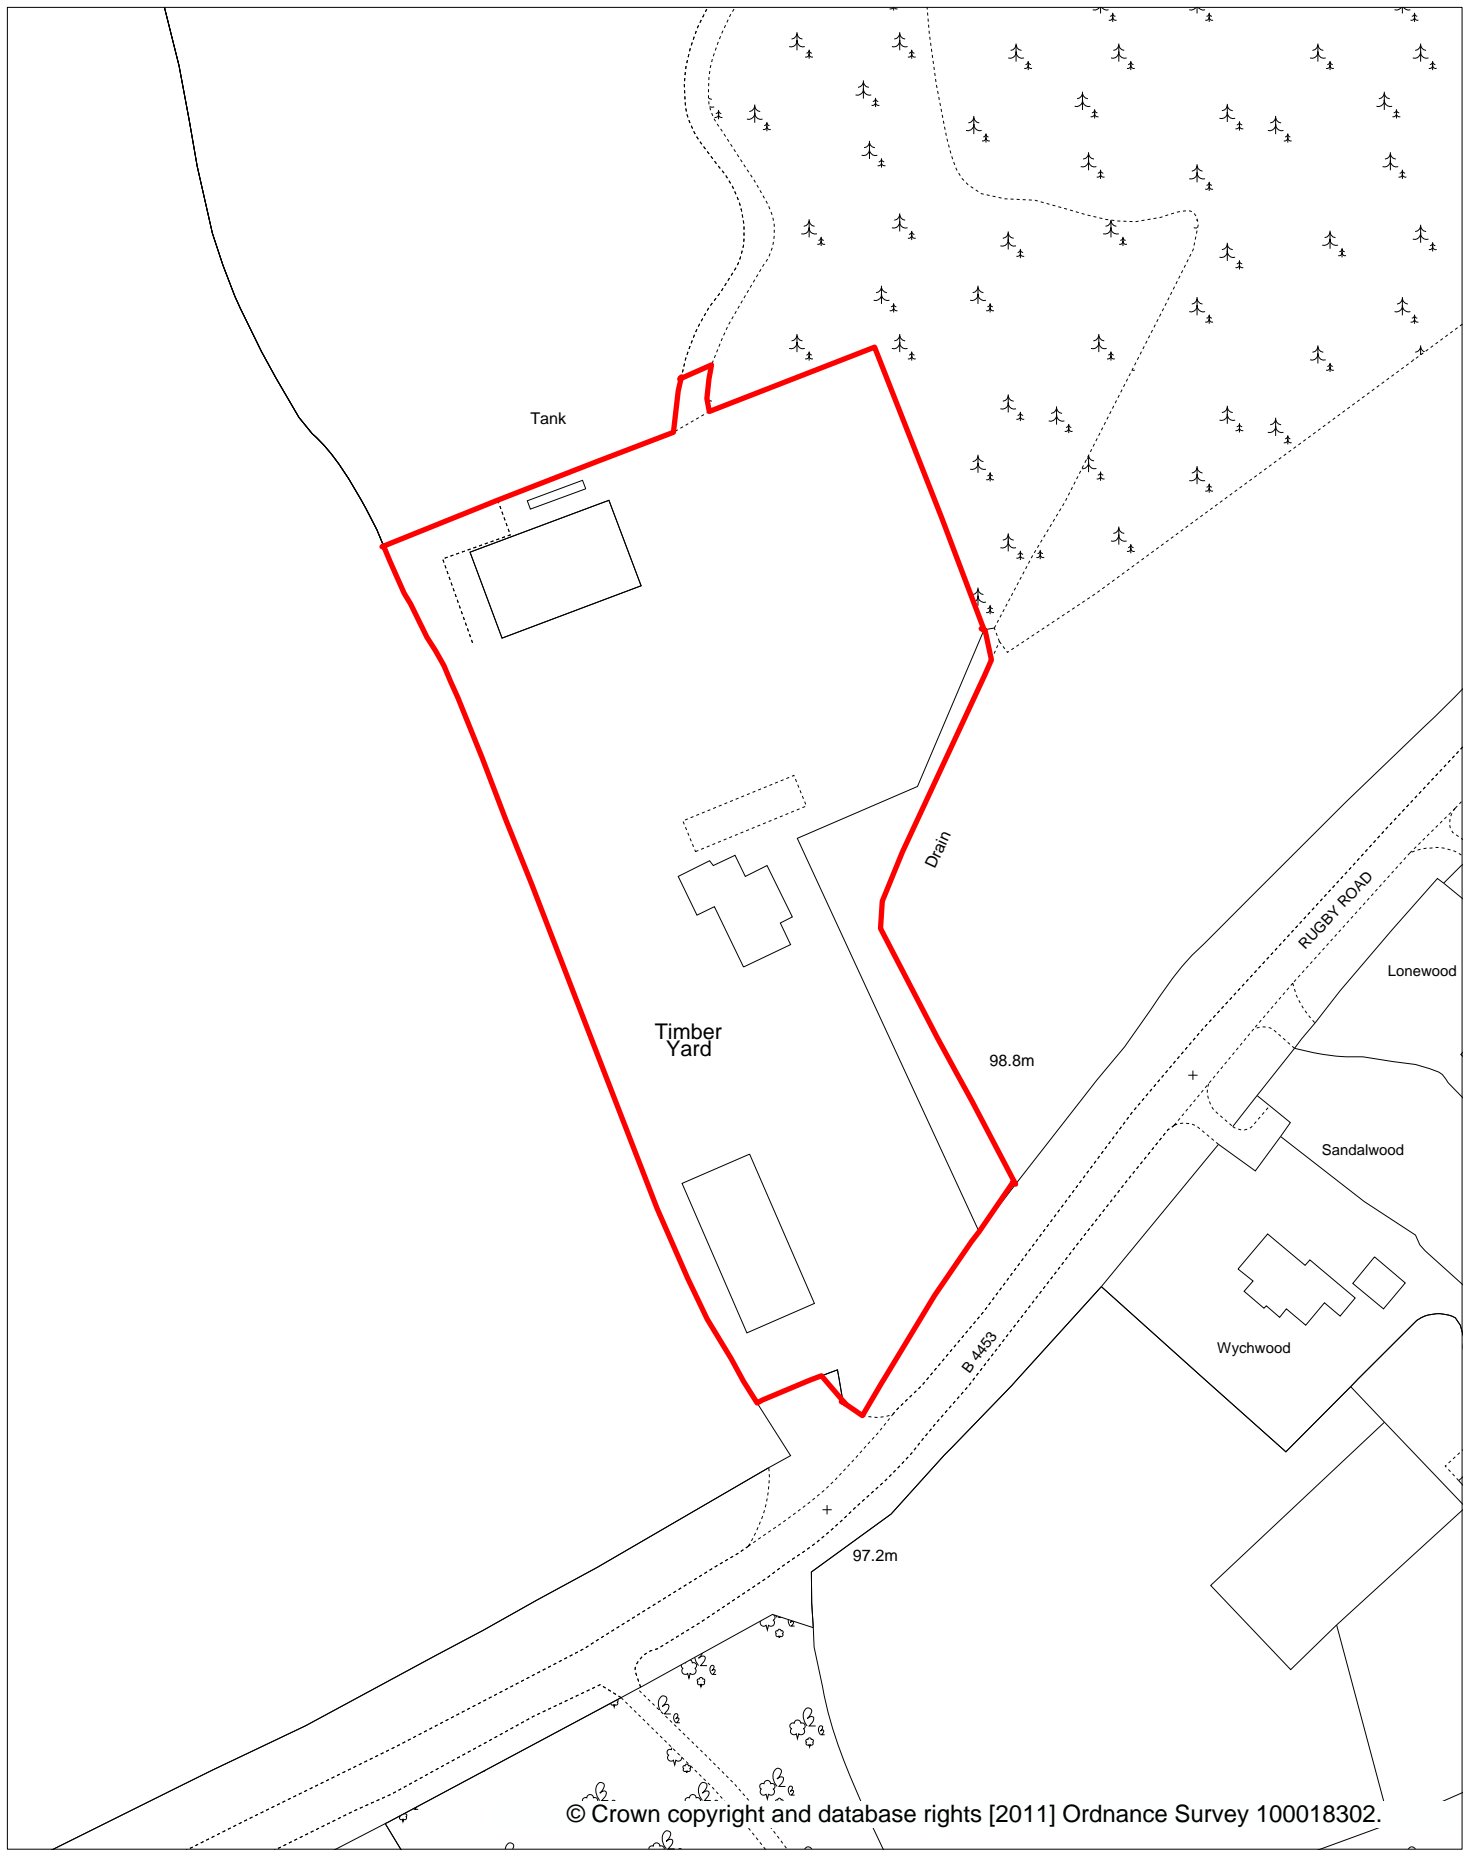 Tank
Drain
RUGBY ROAD
Lonewood
Timber
Yard
98.8m
Sandalwood
B 4453
Wychwood
97.2m
© Crown copyright and database rights [2011] Ordnance Survey 100018302.